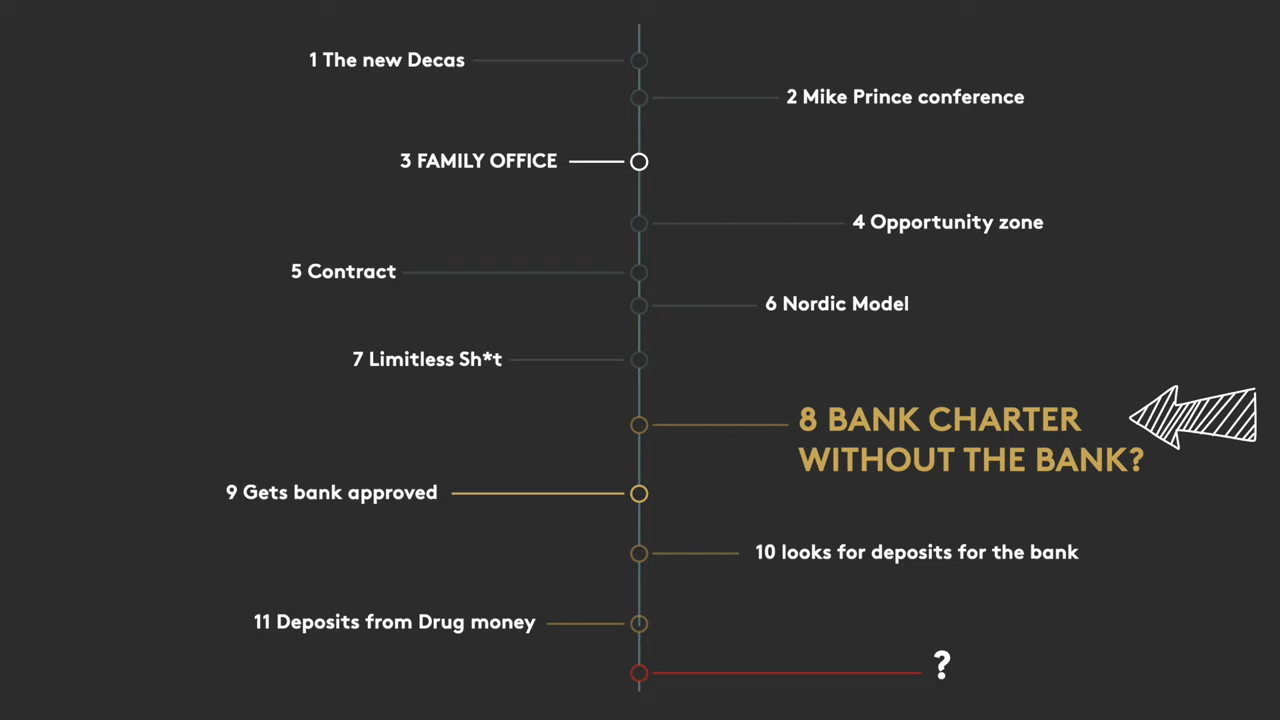 1 The new Decas
2 Mike Prince conference
3 FAMILY OFFICE
4 Opportunity zone
5 Contract
6 Nordic Model
7 Limitless Sh*t
8 BANK CHARTER
WITHOUT THE BANK?
9 Gets bank approved
10 looks for deposits for the bank
11 Deposits from Drug money
?